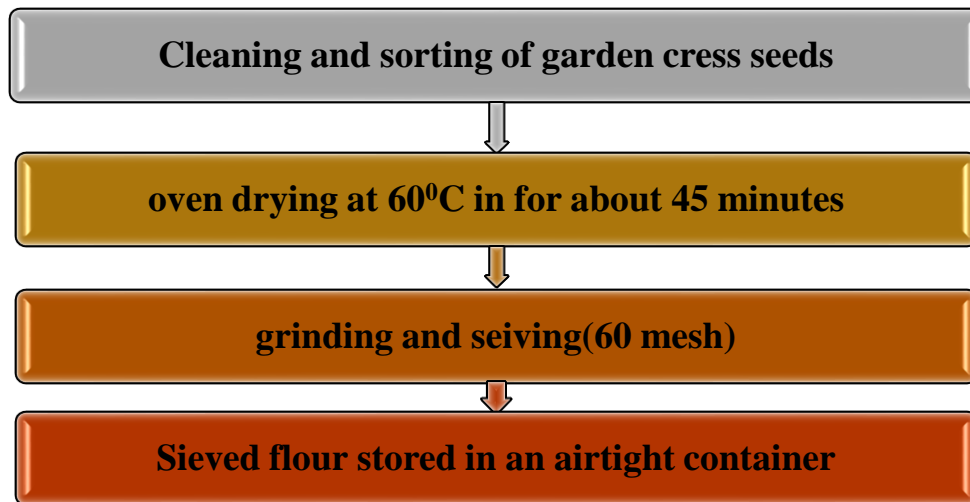 Cleaning and sorting of garden cress seeds
oven drying at 60⁰C in for about 45 minutes
grinding and seiving(60 mesh)
Sieved flour stored in an airtight container